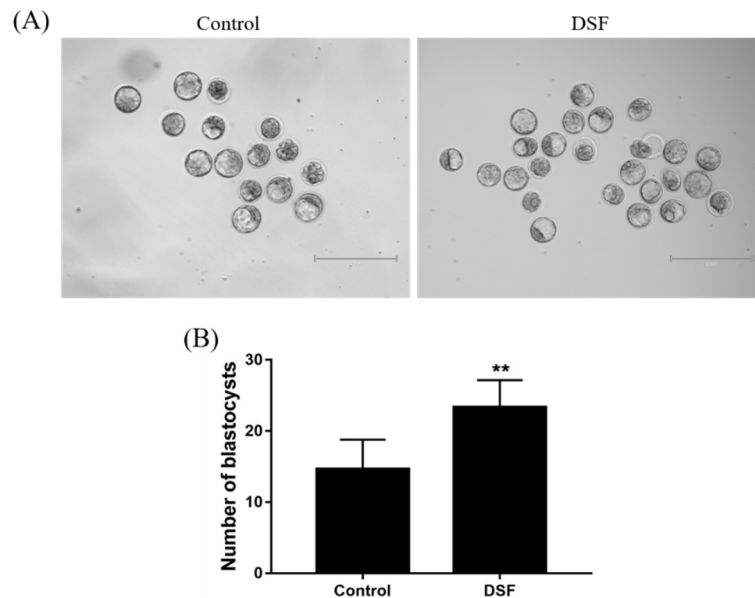 (A)
Control
DSF
(B)
Number of blastocysts
30
20
10
0
**
Control
DSF